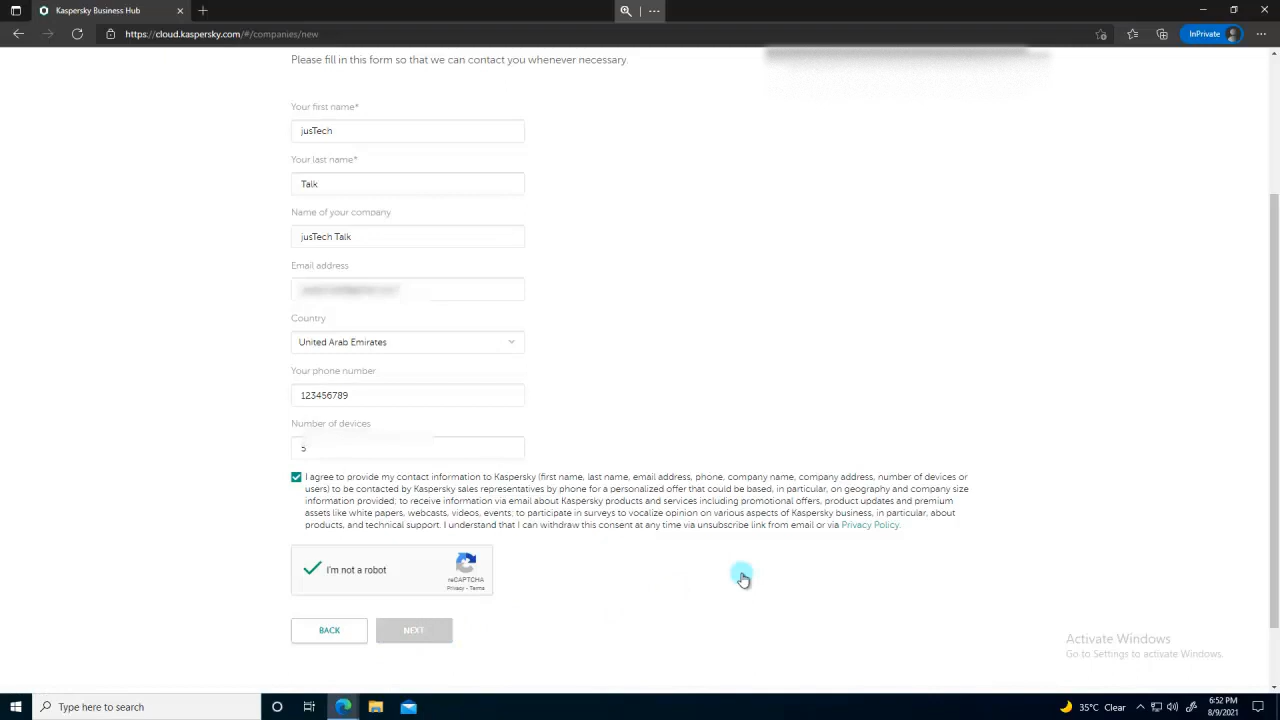 Kaspersky Business Hub
https://cloud.kaspersky.com/#/companies/new
InPrivate
Please fill in this form so that we can contact you whenever necessary.
Your first name*
jusTech
Your last name*
Talk
Name of your company
jusTech Talk
Email address
Country
United Arab Emirates
Your phone number
123456789
Number of devices
5
I agree to provide my contact information to Kaspersky (first name, last name, email address, phone, company name, company address, number of devices or
users) to be contacted by Kaspersky sales representatives by phone for a personalized offer that could be based, in particular, on geography and company size
information provided; to receive information via email about Kaspersky products and services including promotional offers, product updates and premium
assets like white papers, webcasts, videos, events; to participate in surveys to vocalize opinion on various aspects of Kaspersky business, in particular, about
products, and technical support. I understand that I can withdraw this consent at any time via unsubscribe link from email or via Privacy Policy.
I'm not a robot
reCAPTCHA
Privacy - Terms
BACK
NEXT
Activate Windows
Go to Settings to activate Windows.
Type here to search
35°C Clear
6:52 PM
8/9/2021